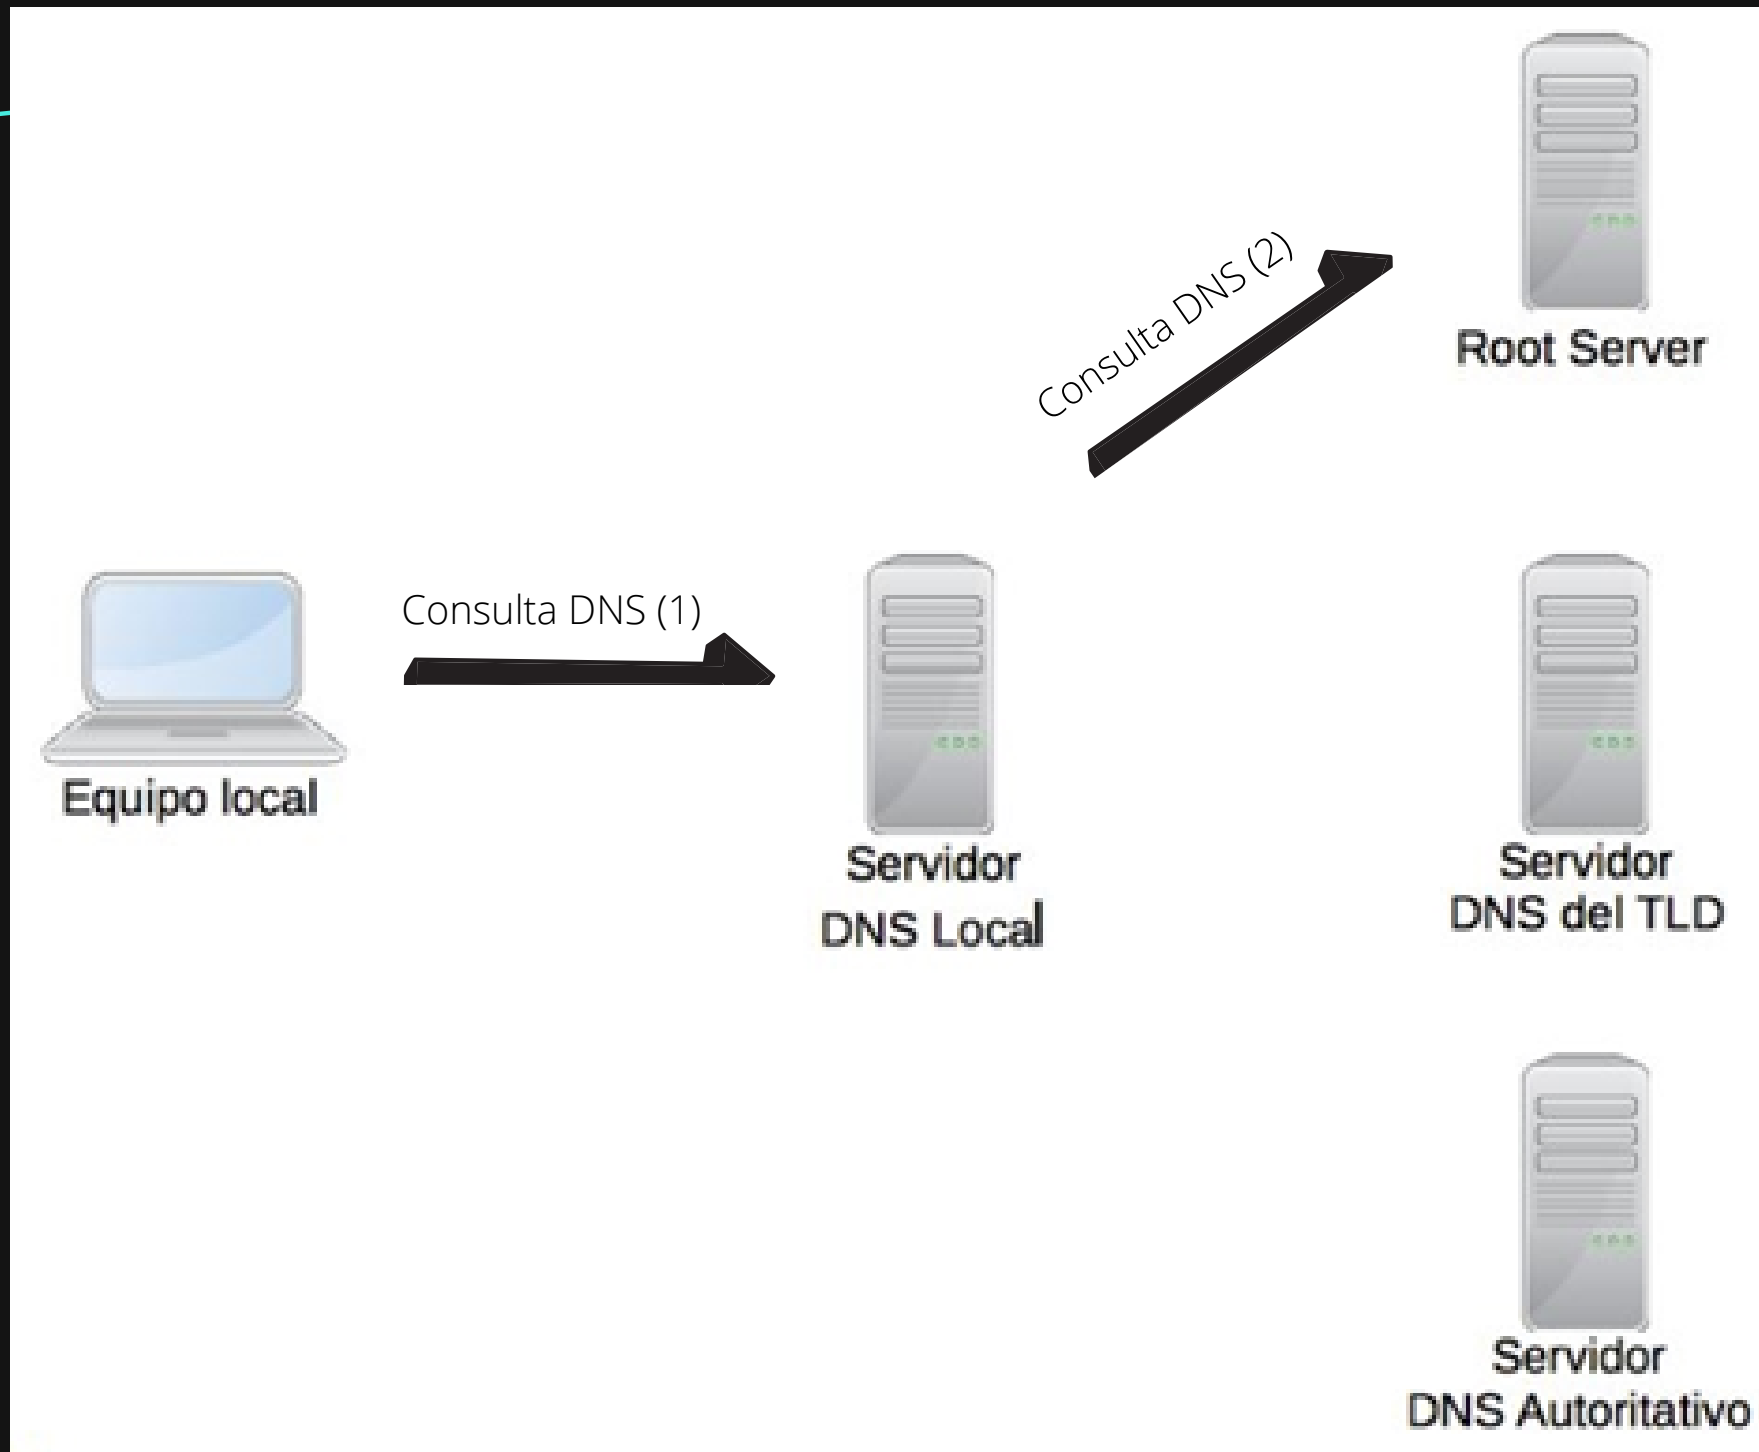 Consulta DNS (2)
Root Server
Consulta DNS (1)
Equipo local
Servidor
DNS Local
Servidor
DNS del TLD
Servidor
DNS Autoritativo